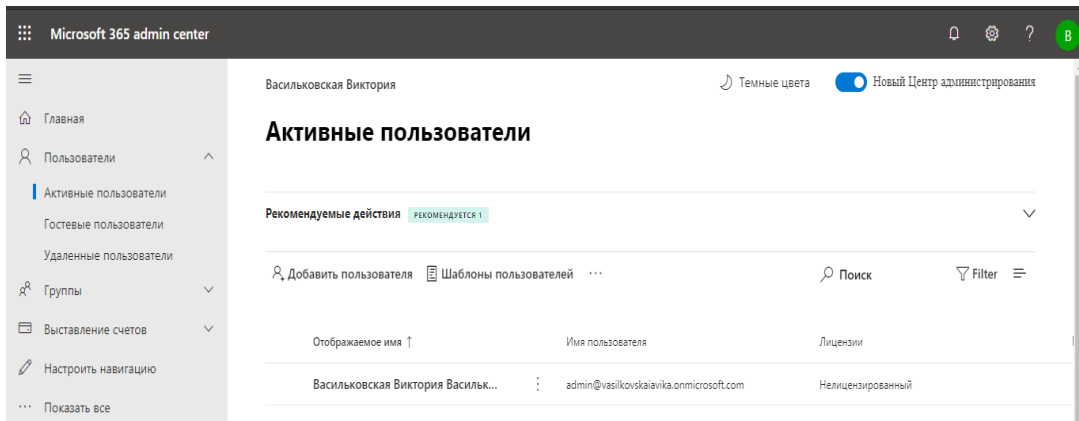 Microsoft 365 admin center
?
B
Васильковская Виктория
Темные цвета
Новый Центр администрирования
Главная
Пользователи
Активные пользователи
Гостевые пользователи
Удаленные пользователи
Группы
Выставление счетов
Настроить навигацию
Показать все
Активные пользователи
Рекомендуемые действия РЕКОМЕНДУЕТСЯ 1
Добавить пользователя Шаблоны пользователей ... Поиск Filter
Отображаемое имя ↑ Имя пользователя Лицензии
Васильковская Виктория Васильк... admin@vasilkovskaiavika.onmicrosoft.com Нелицензированный